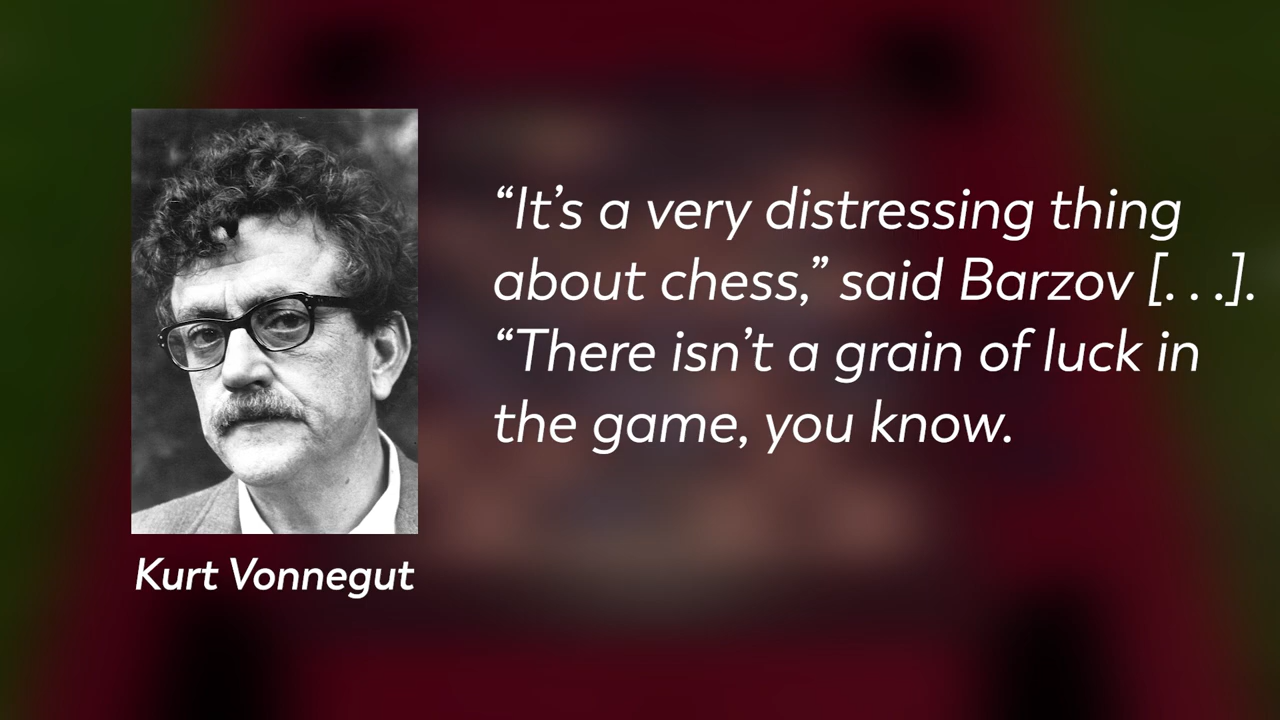 “It’s a very distressing thing
about chess,” said Barzov [. . .].
“There isn’t a grain of luck in
the game, you know.
Kurt Vonnegut